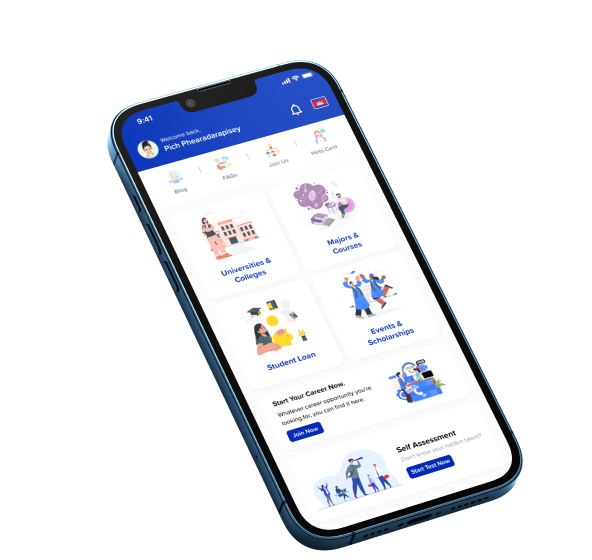 9:41
Welcome back,
Pich Phearadarapisey
Blog
FAQs
Join Us
Help Cent
Universities &
Colleges
Majors &
Courses
Student Loan
Events &
Scholarships
Start Your Career Now.
Whatever career opportunity you're
looking for, you can find it here.
Join Now
Self Assessment
Don't know your hidden talent?
Start Test Now